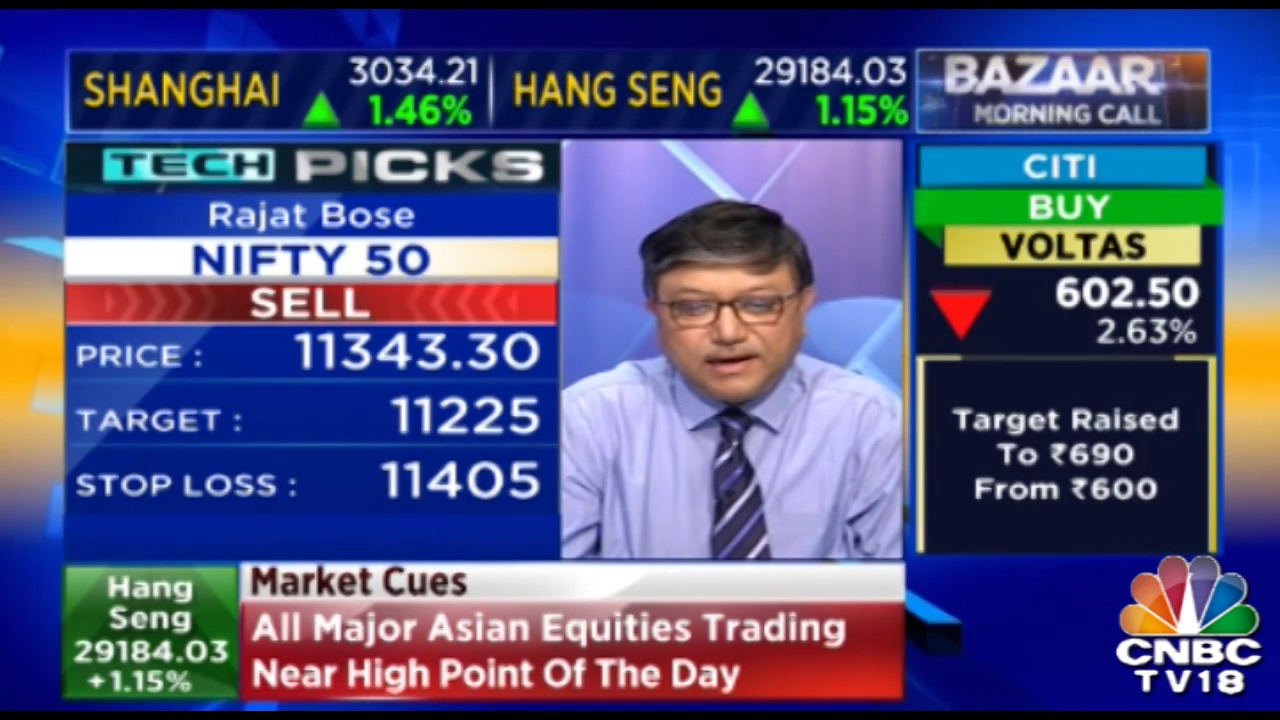 SHANGHAI
3034.21
1.46%
HANG SENG
29184.03
1.15%
BAZAAR
MORNING CALL
TECH PICKS
Rajat Bose
NIFTY 50
SELL
PRICE : 11343.30
TARGET : 11225
STOP LOSS : 11405
CITI
BUY
VOLTAS
602.50
2.63%
Target Raised
To ₹690
From ₹600
Hang
Seng
29184.03
+1.15%
Market Cues
All Major Asian Equities Trading
Near High Point Of The Day
CNBC
TV18